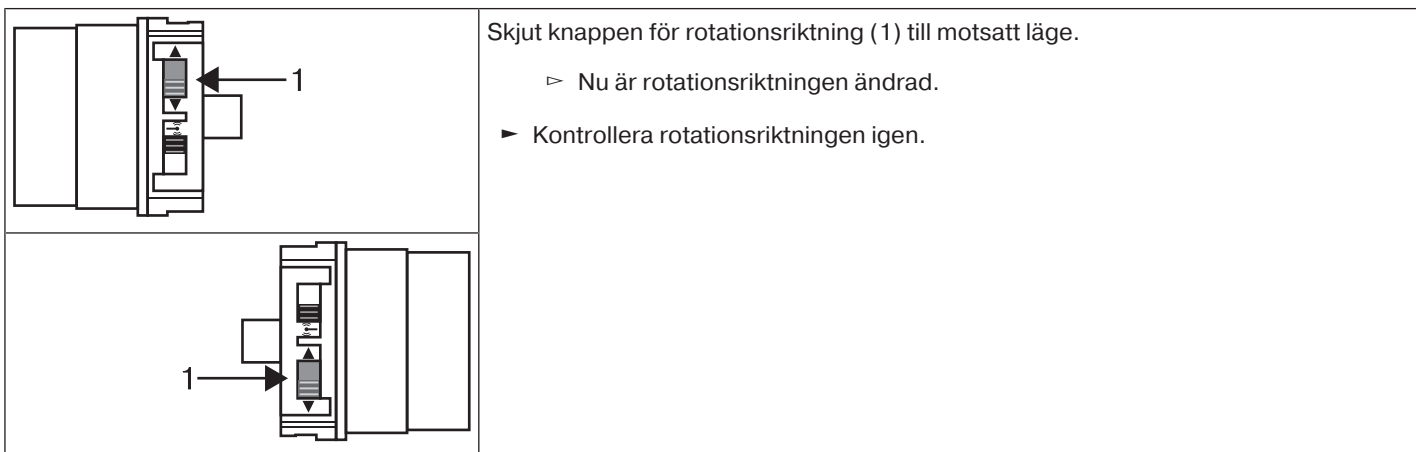 1
Skjut knappen för rotationsriktning (1) till motsatt läge.
▻ Nu är rotationsriktningen ändrad.
► Kontrollera rotationsriktningen igen.
1